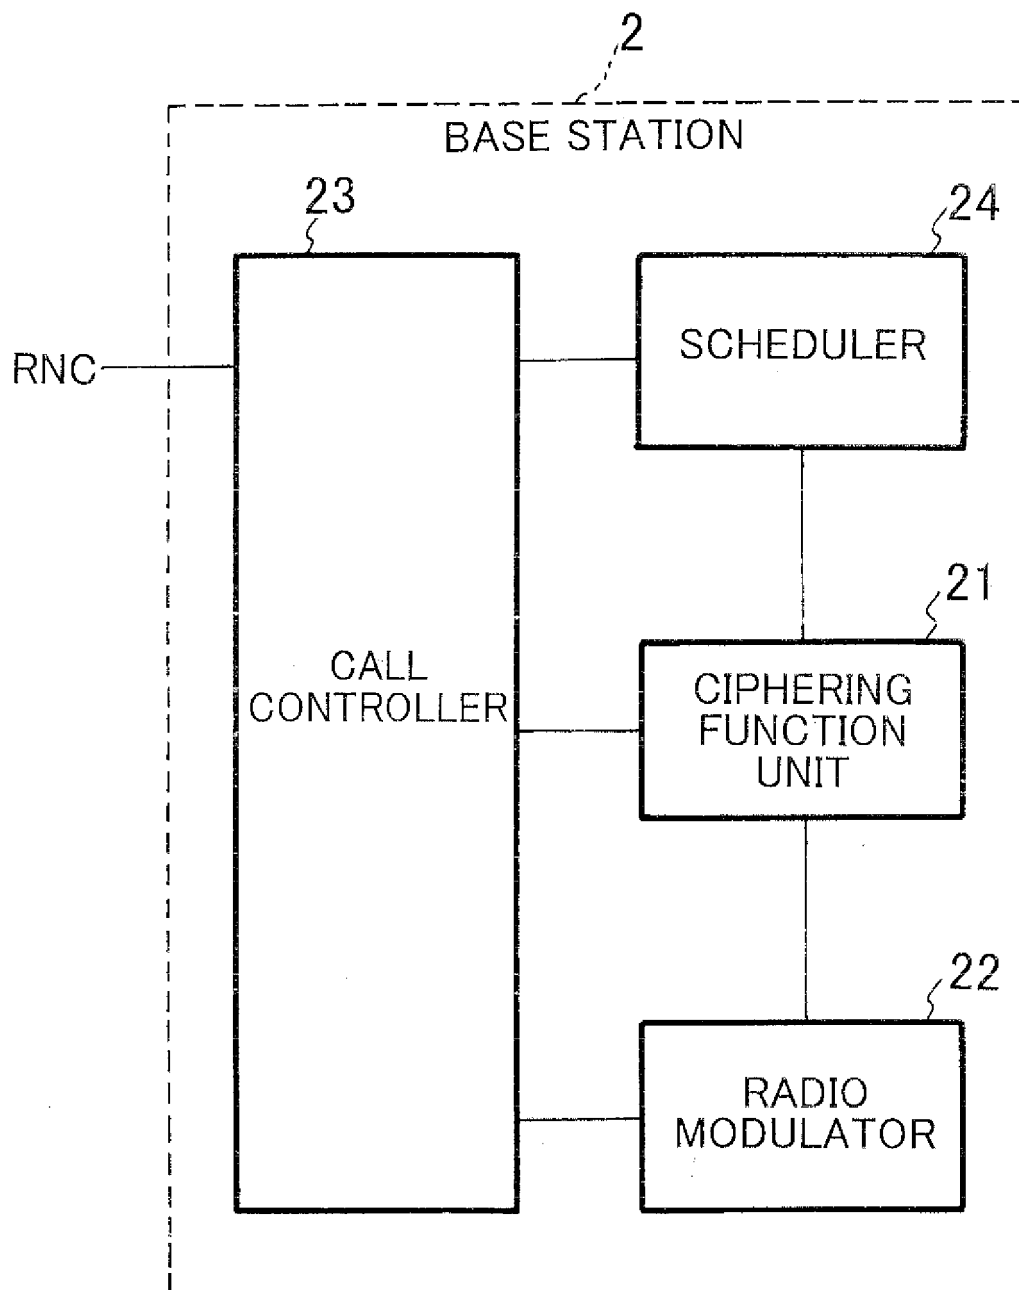 2
BASE STATION
23
24
RNC
SCHEDULER
21
CALL
CONTROLLER
CIPHERING
FUNCTION
UNIT
22
RADIO
MODULATOR